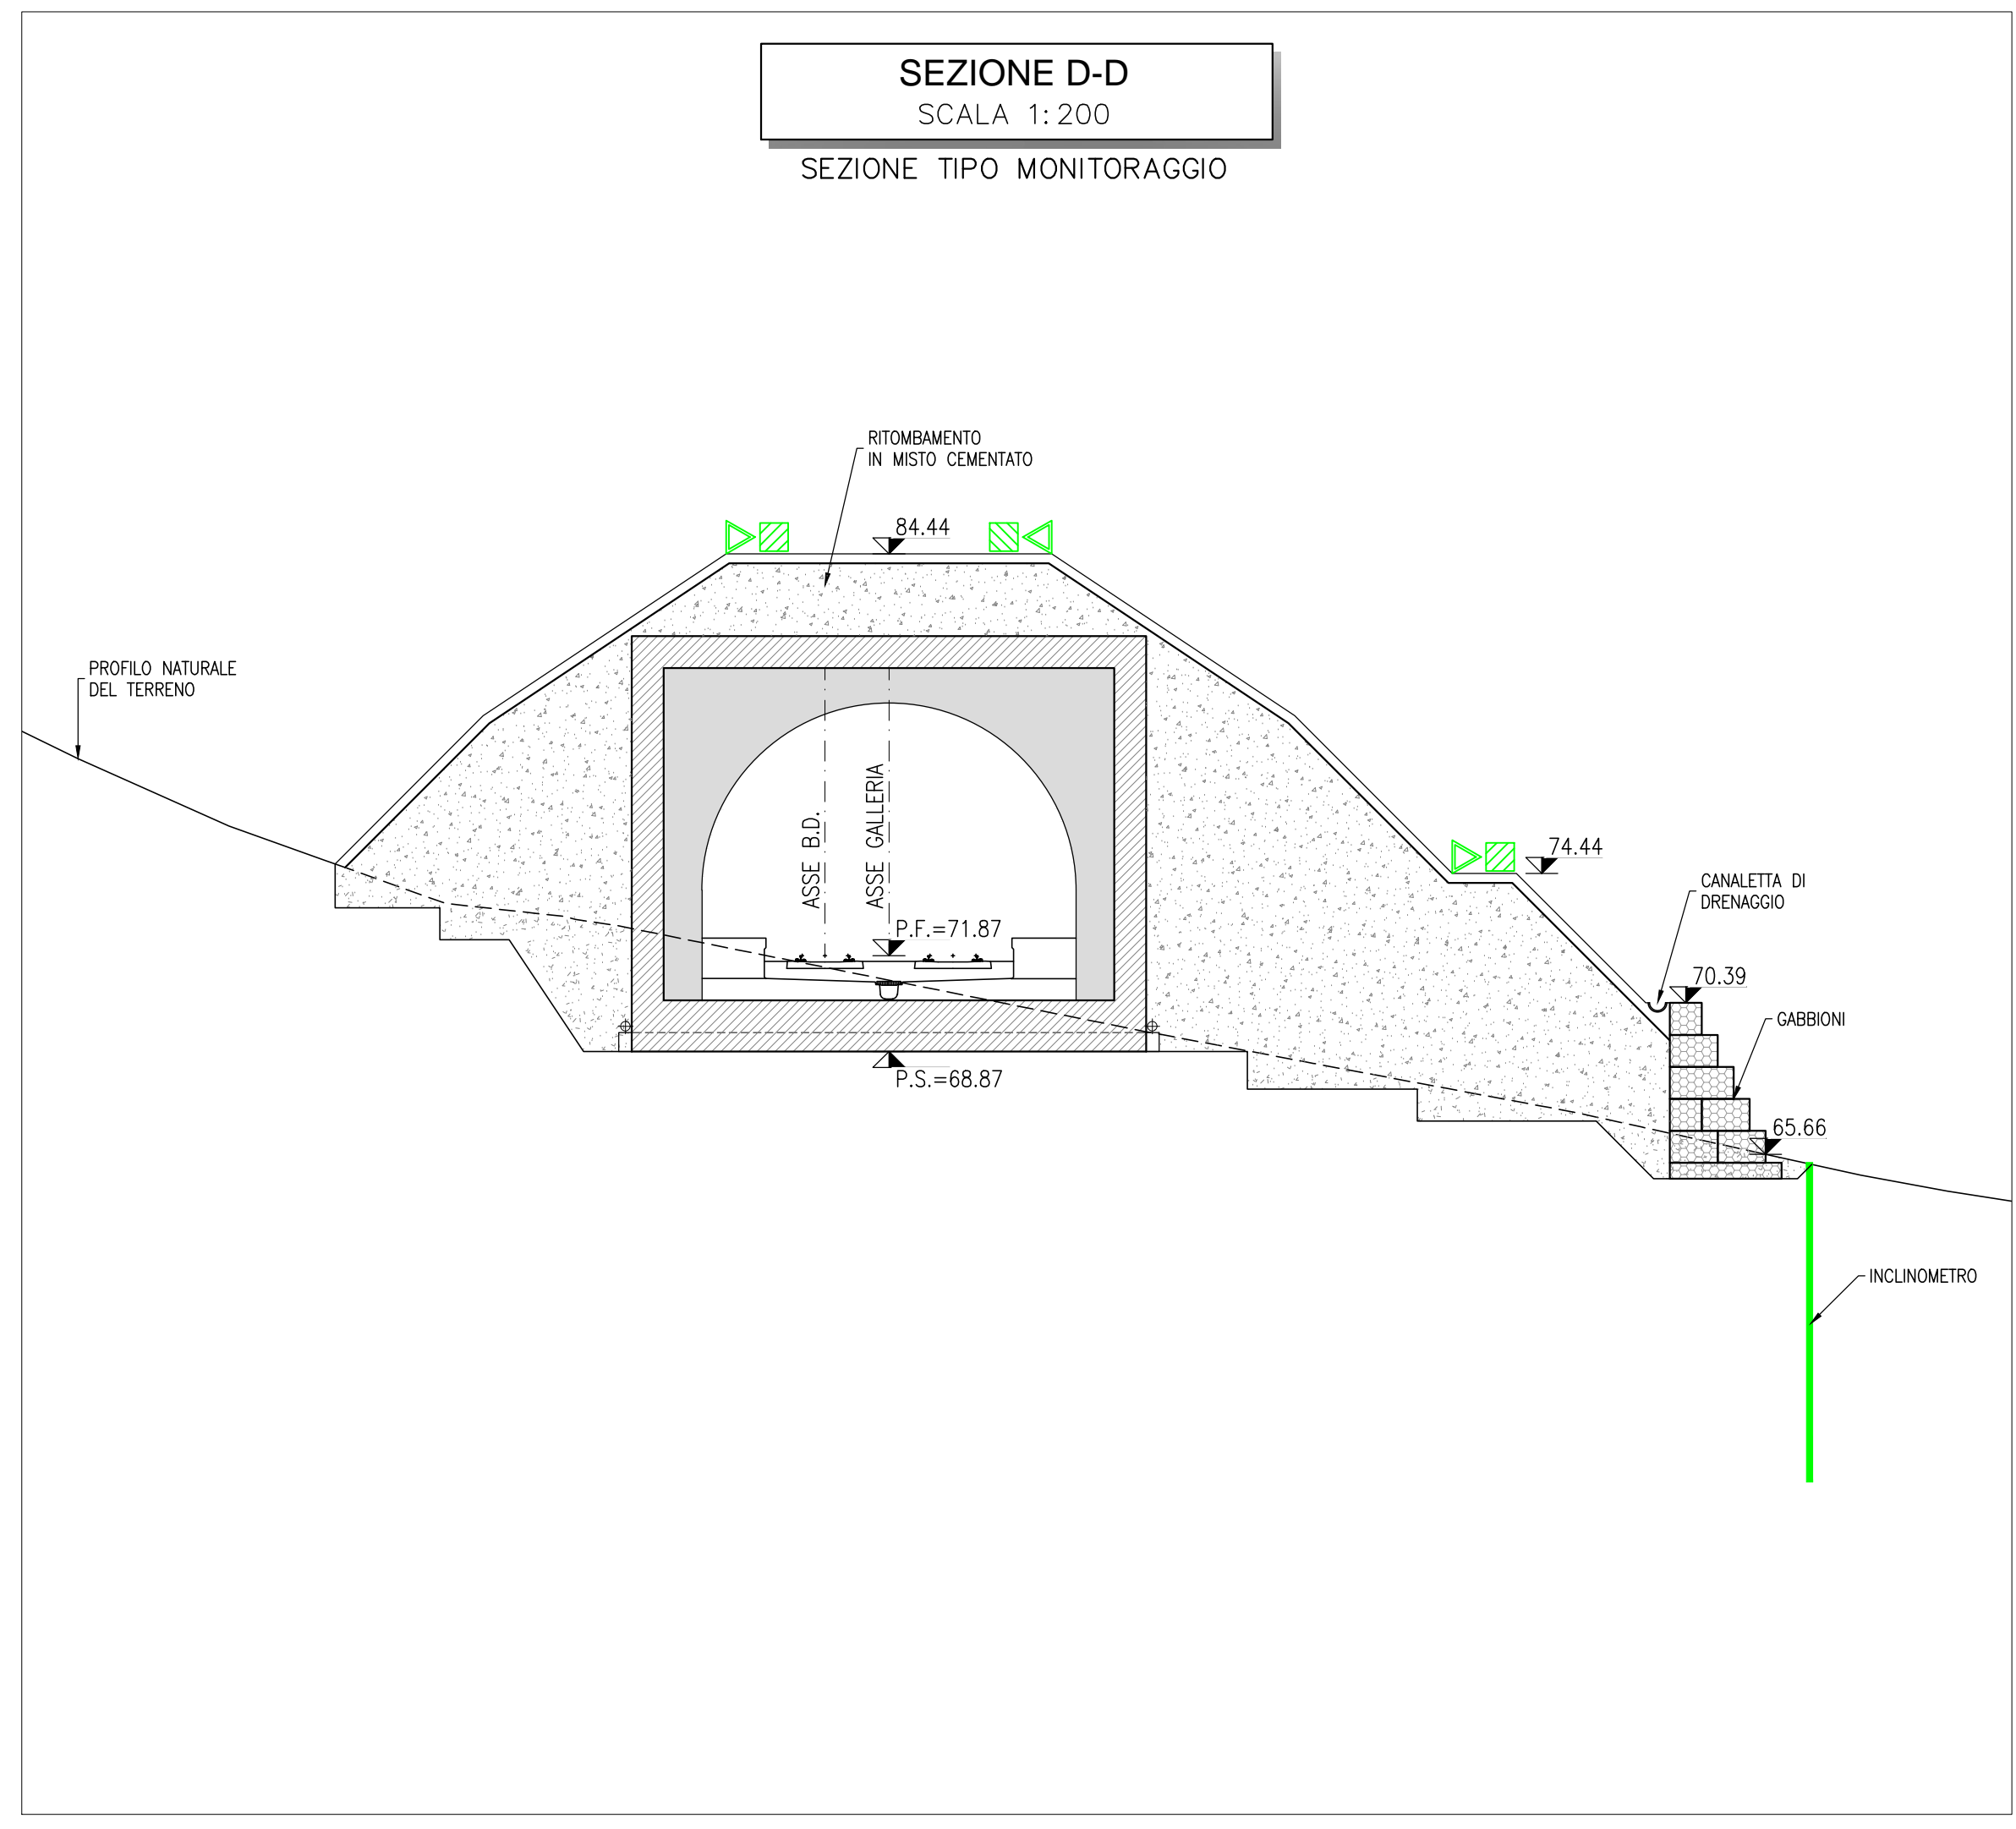 SEZIONE D-D
SCALA 1:200
SEZIONE TIPO MONITORAGGIO
RITOMBAMENTO
IN MISTO CEMENTATO
84.44
PROFILO NATURALE
DEL TERRENO
ASSE B.D.
ASSE GALLERIA
74.44
CANALETTA DI
DRENAGGIO
P.F.=71.87
70.39
GABBIONI
P.S.=68.87
65.66
INCLINOMETRO